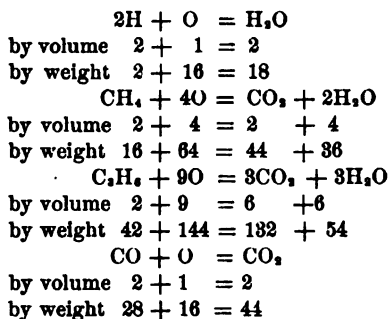 2H + O = H₂O
by volume 2 + 1 = 2
by weight 2 + 16 = 18
CH₄ + 4O = CO₂ + 2H₂O
by volume 2 + 4 = 2 + 4
by weight 16 + 64 = 44 + 36
C₃H₆ + 9O = 3CO₂ + 3H₂O
by volume 2 + 9 = 6 +6
by weight 42 + 144 = 132 + 54
CO + O = CO₂
by volume 2 + 1 = 2
by weight 28 + 16 = 44